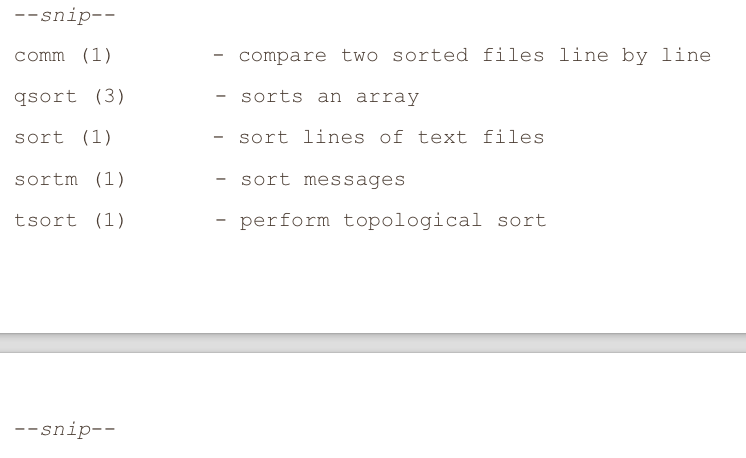 --snip--
comm (1) - compare two sorted files line by line
qsort (3) - sorts an array
sort (1) - sort lines of text files
sortm (1) - sort messages
tsort (1) - perform topological sort
--snip--